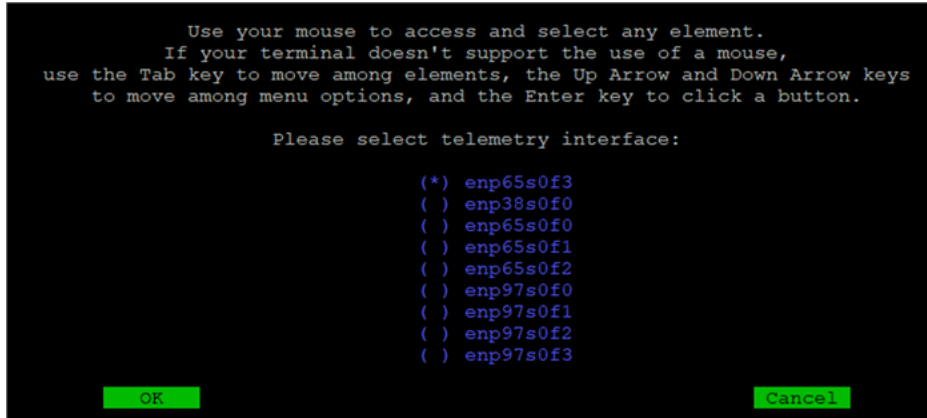 Use your mouse to access and select any element.
If your terminal doesn't support the use of a mouse,
use the Tab key to move among elements, the Up Arrow and Down Arrow keys
to move among menu options, and the Enter key to click a button.
Please select telemetry interface:
(*) enp65s0f3
( ) enp38s0f0
( ) enp65s0f0
( ) enp65s0f1
( ) enp65s0f2
( ) enp97s0f0
( ) enp97s0f1
( ) enp97s0f2
( ) enp97s0f3
OK Cancel